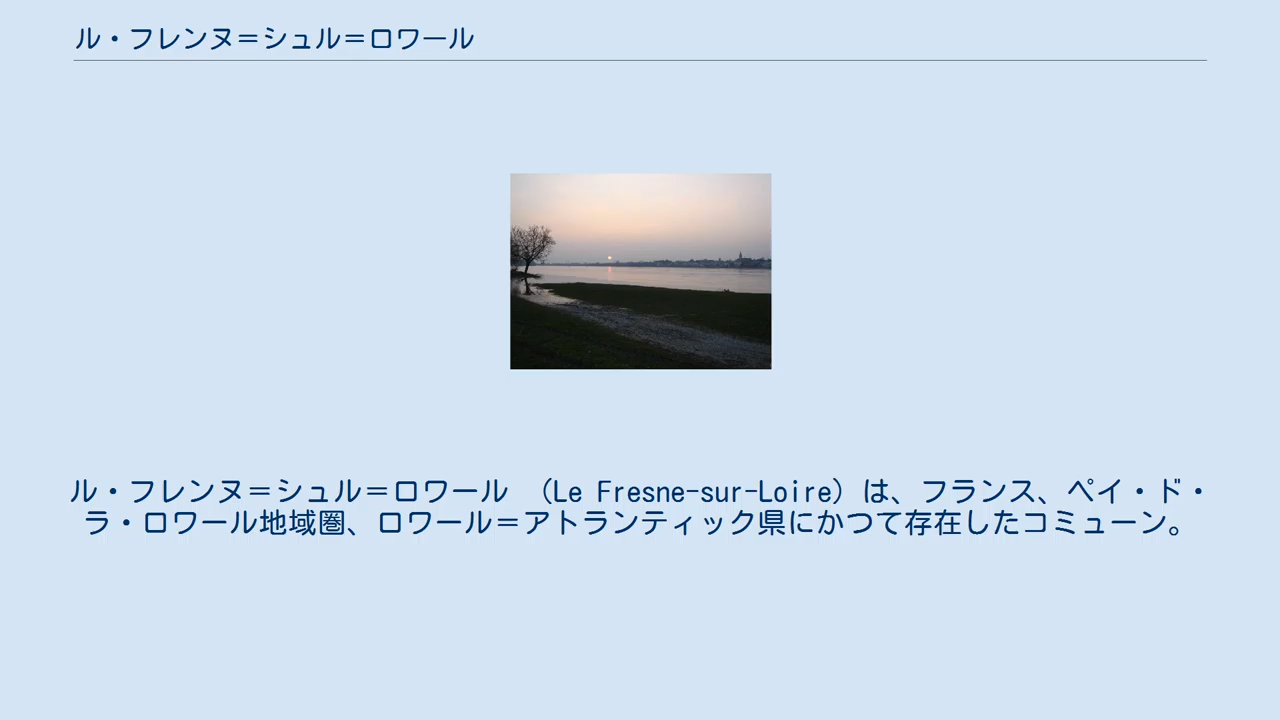 ル・フレンヌ＝シュル＝ロワール
ル・フレンヌ＝シュル＝ロワール （Le Fresne-sur-Loire）は、フランス、ペイ・ド・
ラ・ロワール地域圏、ロワール＝アトランティック県にかつて存在したコミューン。